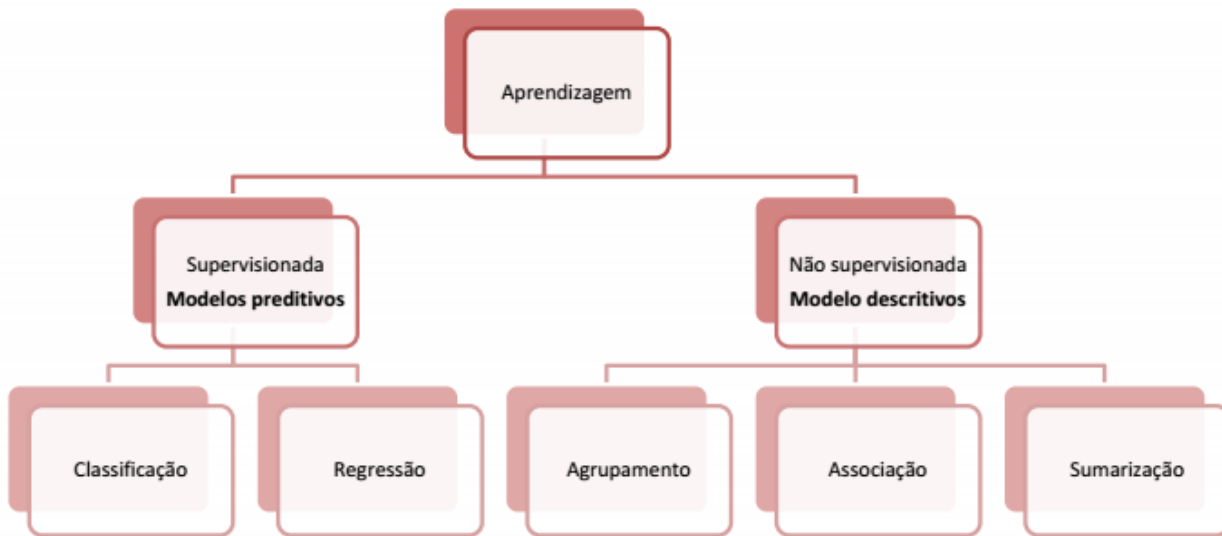 Aprendizagem
Supervisionada
Modelos preditivos
Não supervisionada
Modelo descritivos
Classificação
Regressão
Agrupamento
Associação
Sumarização